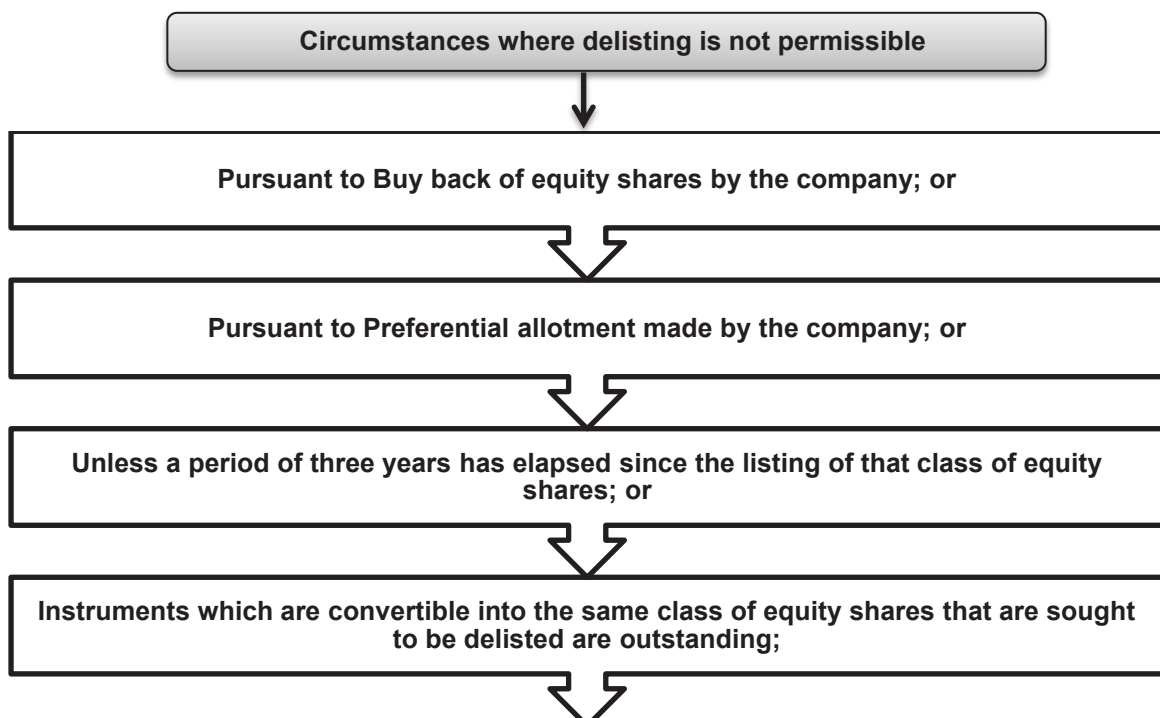 Circumstances where delisting is not permissible
Pursuant to Buy back of equity shares by the company; or
Pursuant to Preferential allotment made by the company; or
Unless a period of three years has elapsed since the listing of that class of equity
shares; or
Instruments which are convertible into the same class of equity shares that are sought
to be delisted are outstanding;